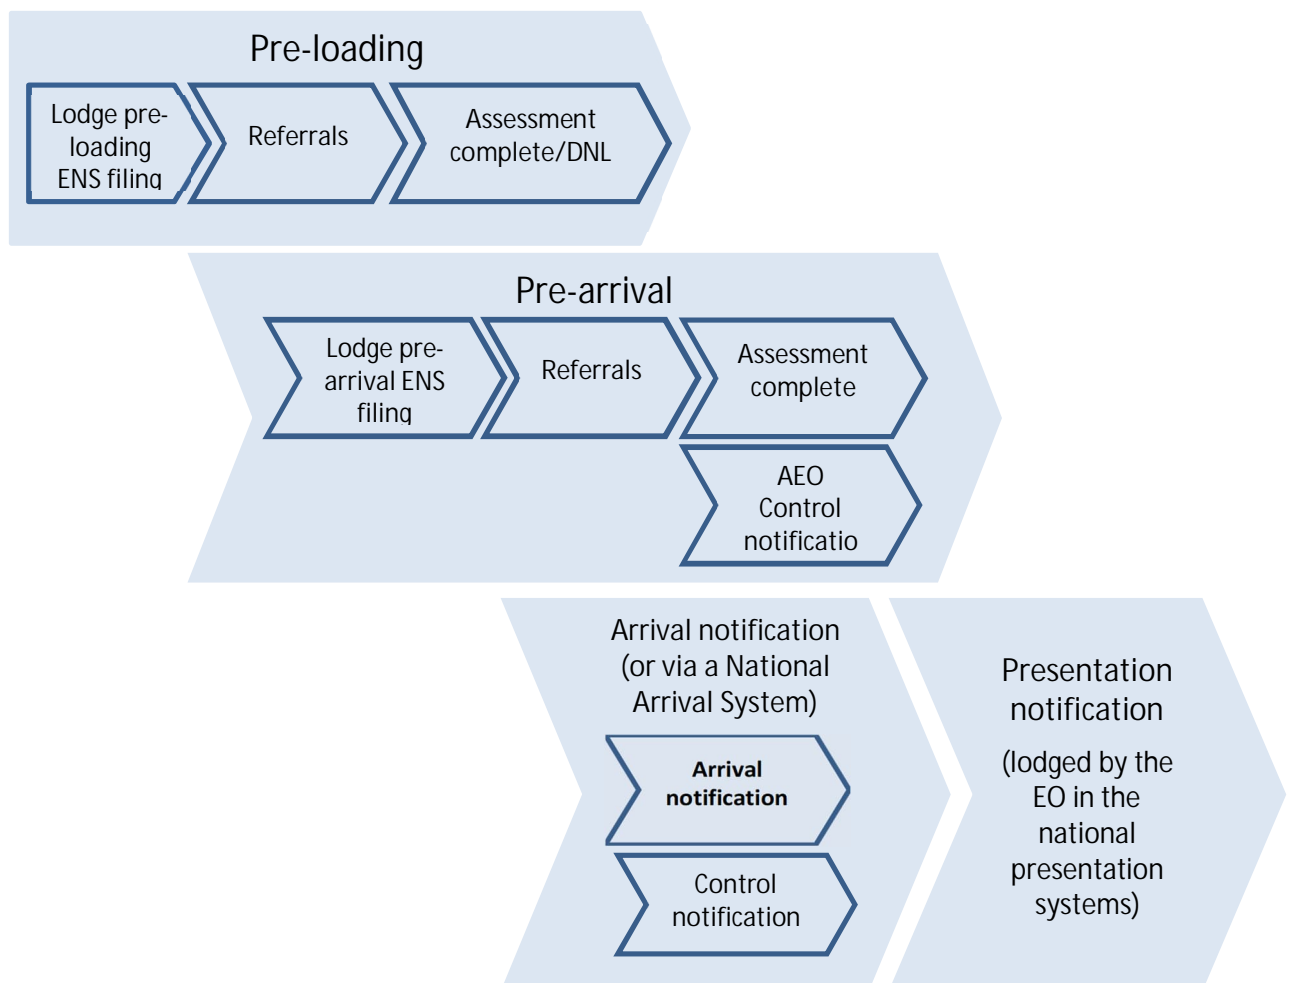 Pre-loading
Lodge pre-
loading
ENS filing
Referrals
Assessment
complete/DNL
Pre-arrival
Lodge pre-
arrival ENS
filing
Referrals
Assessment
complete
AEO
Control
notificatio
Arrival notification
(or via a National
Arrival System)
Arrival
notification
Control
notification
Presentation
notification
(lodged by the
EO in the
national
presentation
systems)